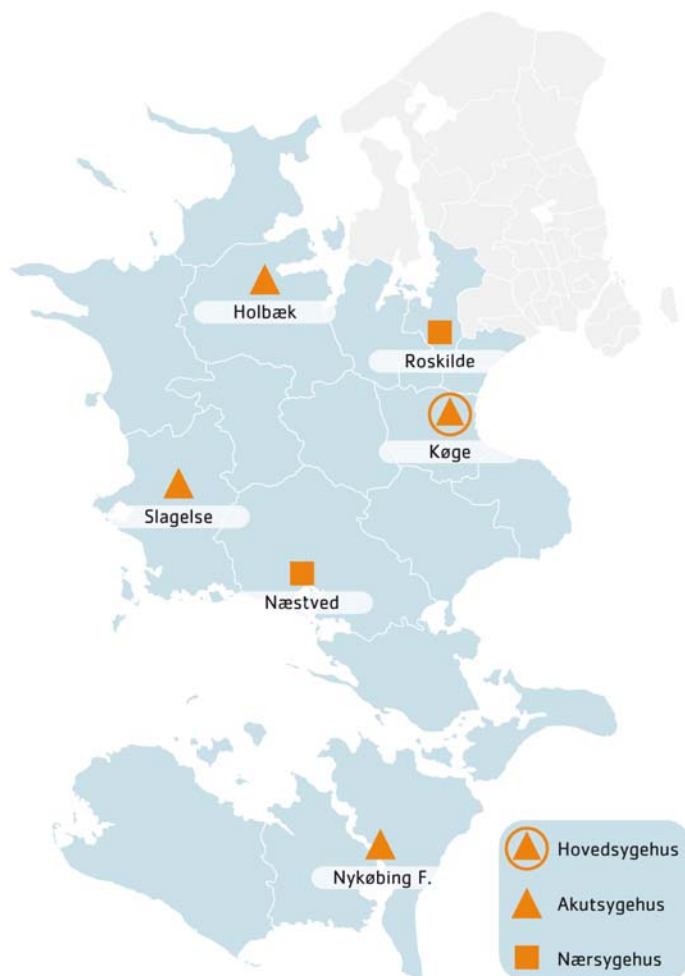 Holbæk
Roskilde
Køge
Slagelse
Næstved
Nykøbing F.
Hovedsygehus
Akutsygehus
Nærsygehus